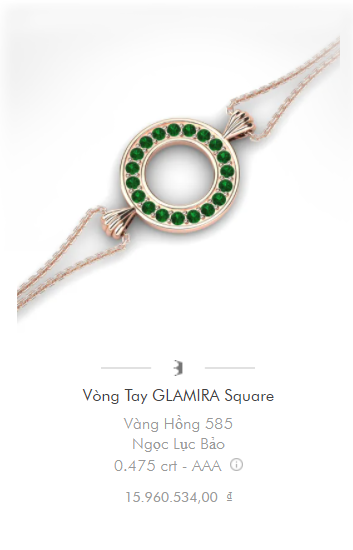 Vòng Tay GLAMIRA Square
Vàng Hồng 585
Ngọc Lục Bảo
0.475 crt - AAA
15.960.534,00 ₫